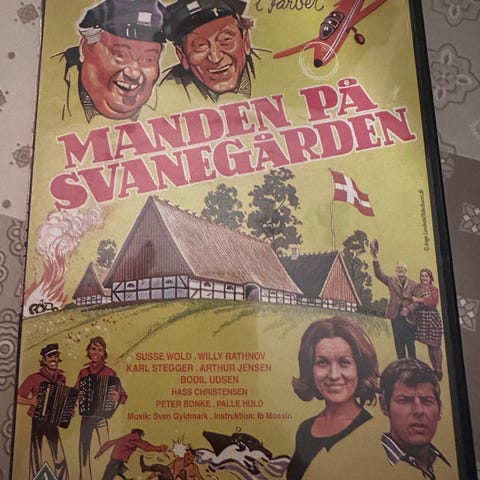 i farver
MANDEN PÅ
SVANEGÅRDEN
SUSSE WOLD . WILLY RATHNOV
KARL STEGGER . ARTHUR JENSEN
BODIL UDSEN
HASS CHRISTENSEN
PETER BONKE . PALLE HULD
Musik: Sven Gyldmark . Instruktion: Ib Mossin